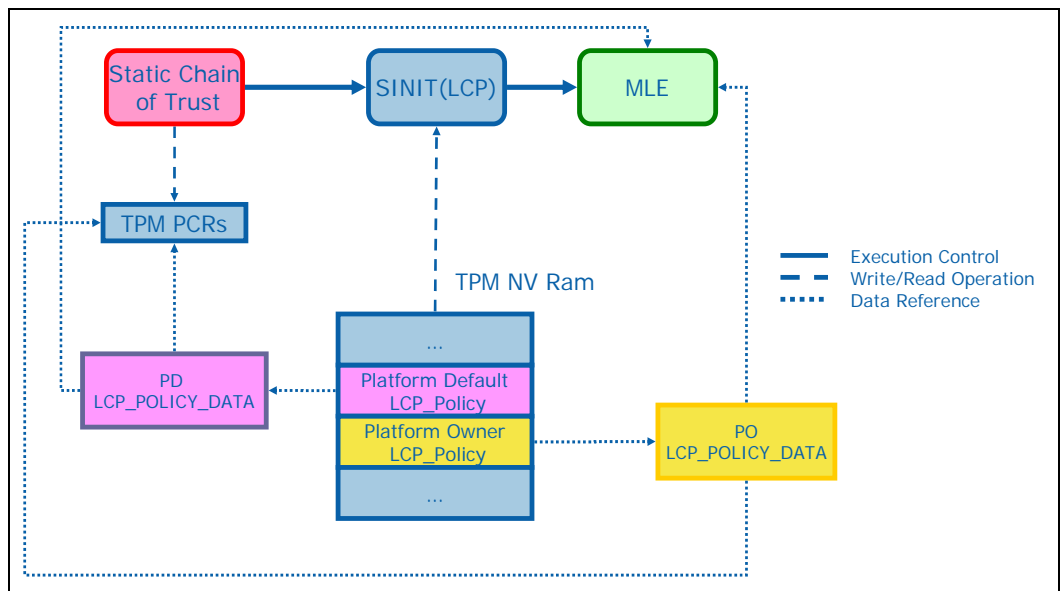 Static Chain
of Trust
SINIT(LCP)
MLE
TPM PCRs
TPM NV Ram
Execution Control
Write/Read Operation
Data Reference
...
PD
LCP_POLICY_DATA
Platform Default
LCP_Policy
Platform Owner
LCP_Policy
PO
LCP_POLICY_DATA
...